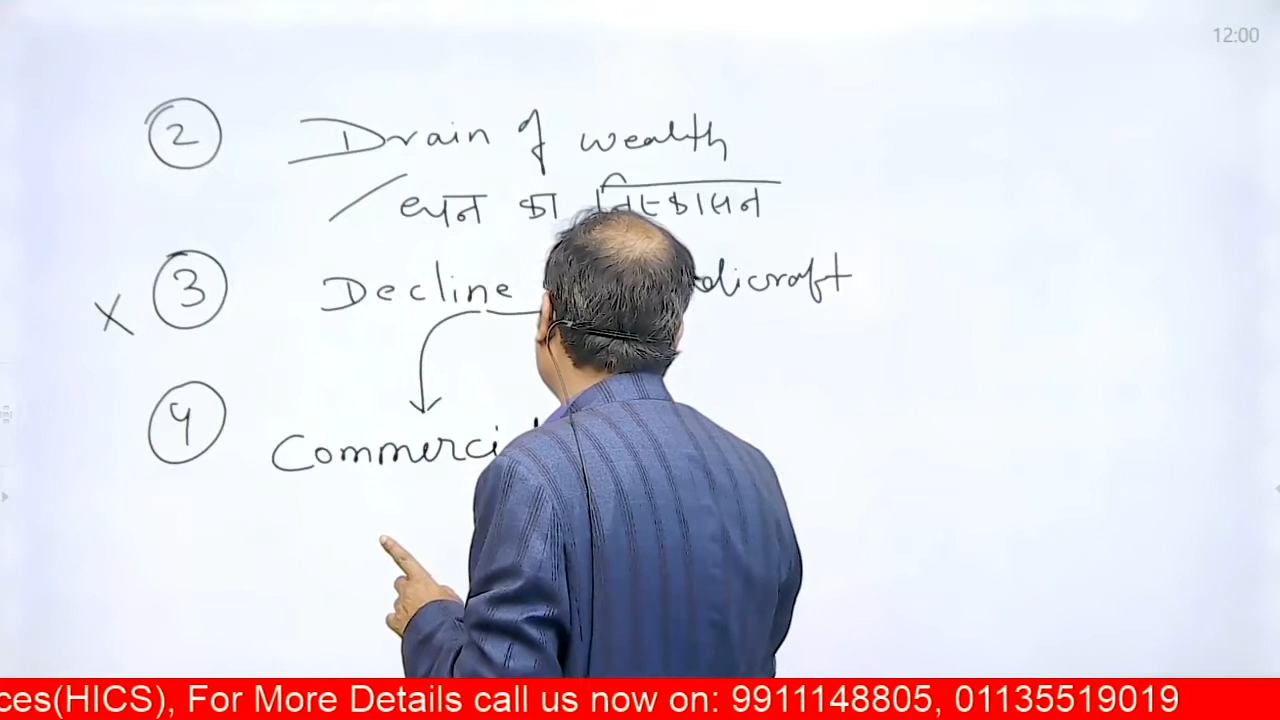 12:00
2 Drain of wealth
/ धन का निष्कासन
X 3 Decline dicraft
4 Commerci
ces(HICS), For More Details call us now on: 9911148805, 01135519019